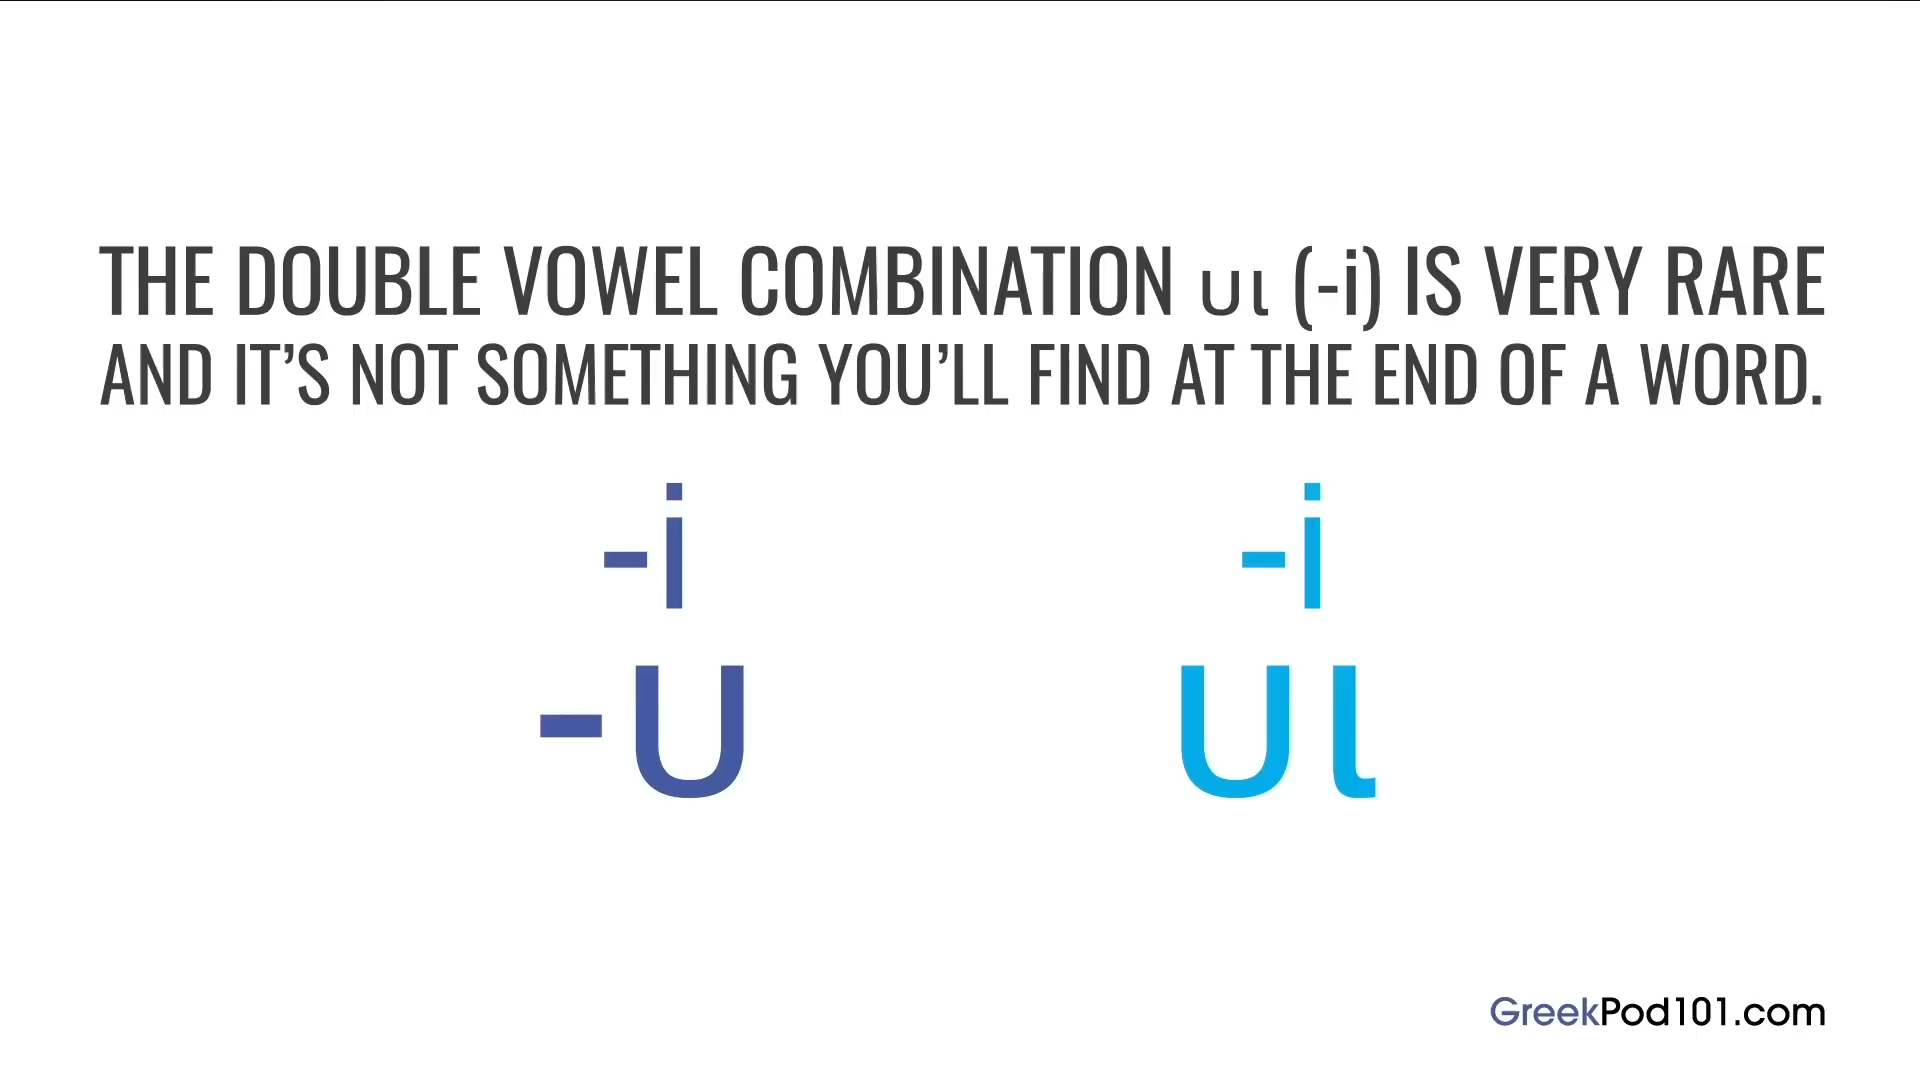 THE DOUBLE VOWEL COMBINATION υι (-i) IS VERY RARE
AND IT’S NOT SOMETHING YOU’LL FIND AT THE END OF A WORD.
-i -i
-υ υι
GreekPod101.com